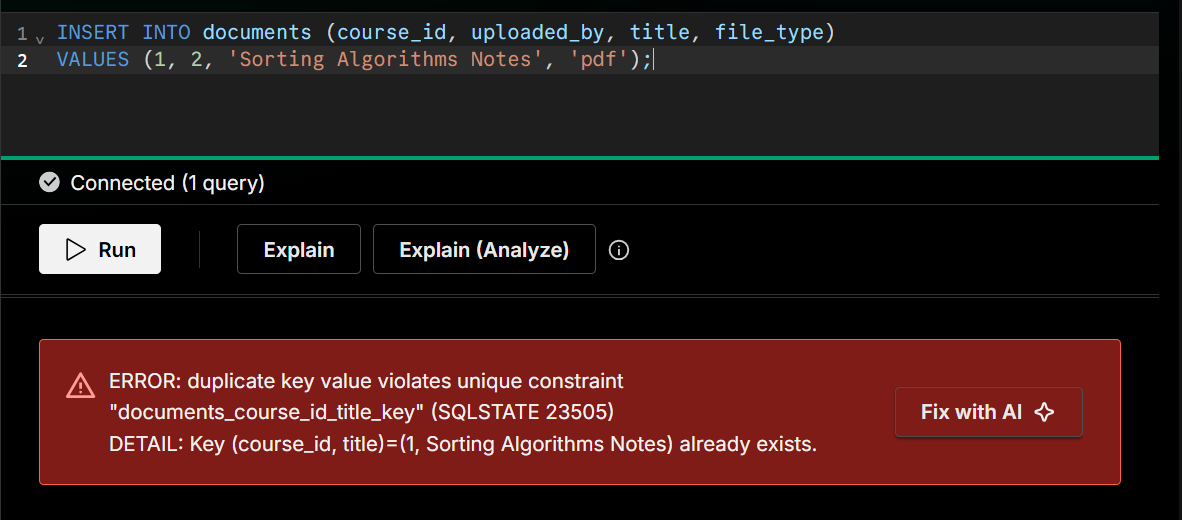 1 INSERT INTO documents (course_id, uploaded_by, title, file_type)
2 VALUES (1, 2, 'Sorting Algorithms Notes', 'pdf');
Connected (1 query)
Run Explain Explain (Analyze)
ERROR: duplicate key value violates unique constraint
"documents_course_id_title_key" (SQLSTATE 23505)
DETAIL: Key (course_id, title)=(1, Sorting Algorithms Notes) already exists.
Fix with AI